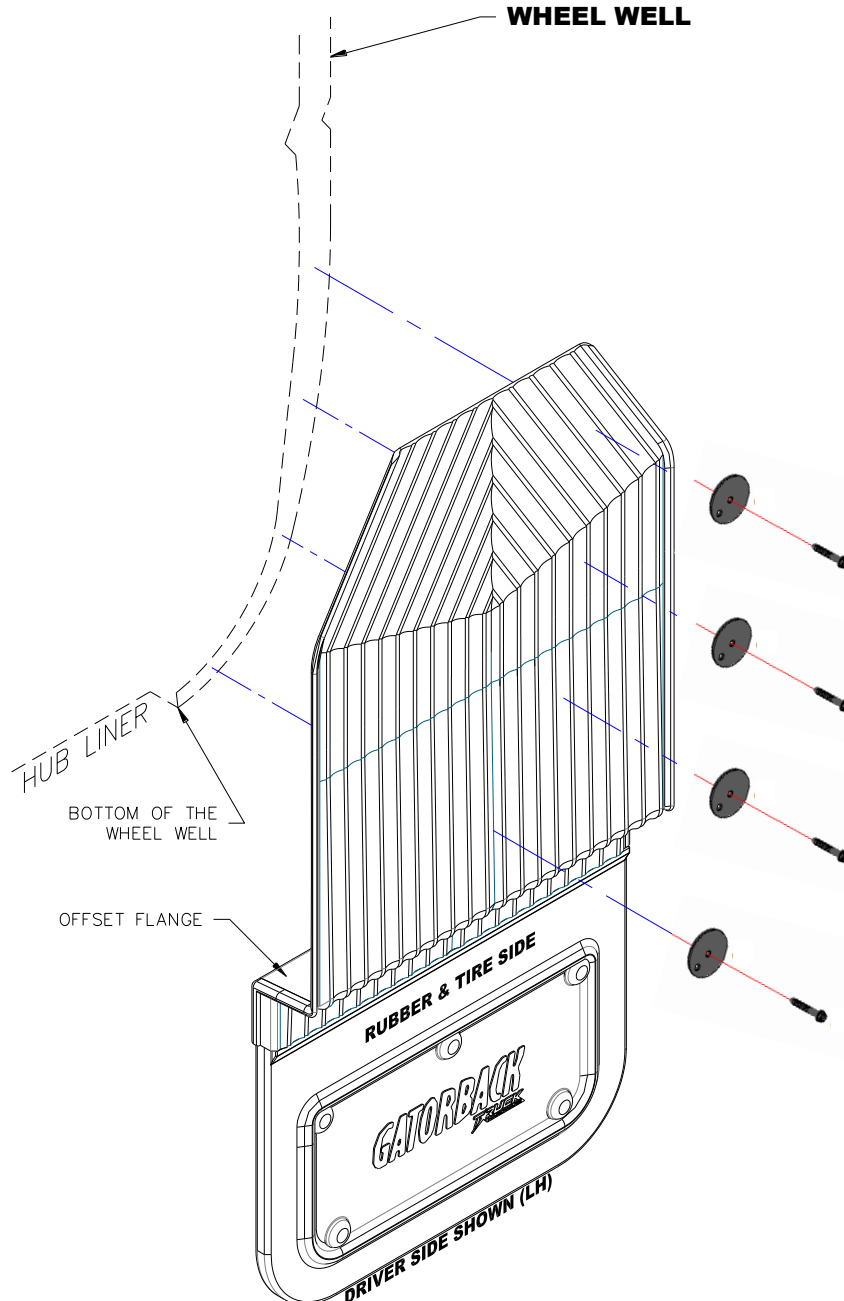 WHEEL WELL
HUB LINER
BOTTOM OF THE
WHEEL WELL
OFFSET FLANGE
RUBBER & TIRE SIDE
GATORBACK
TRUCK
DRIVER SIDE SHOWN (LH)